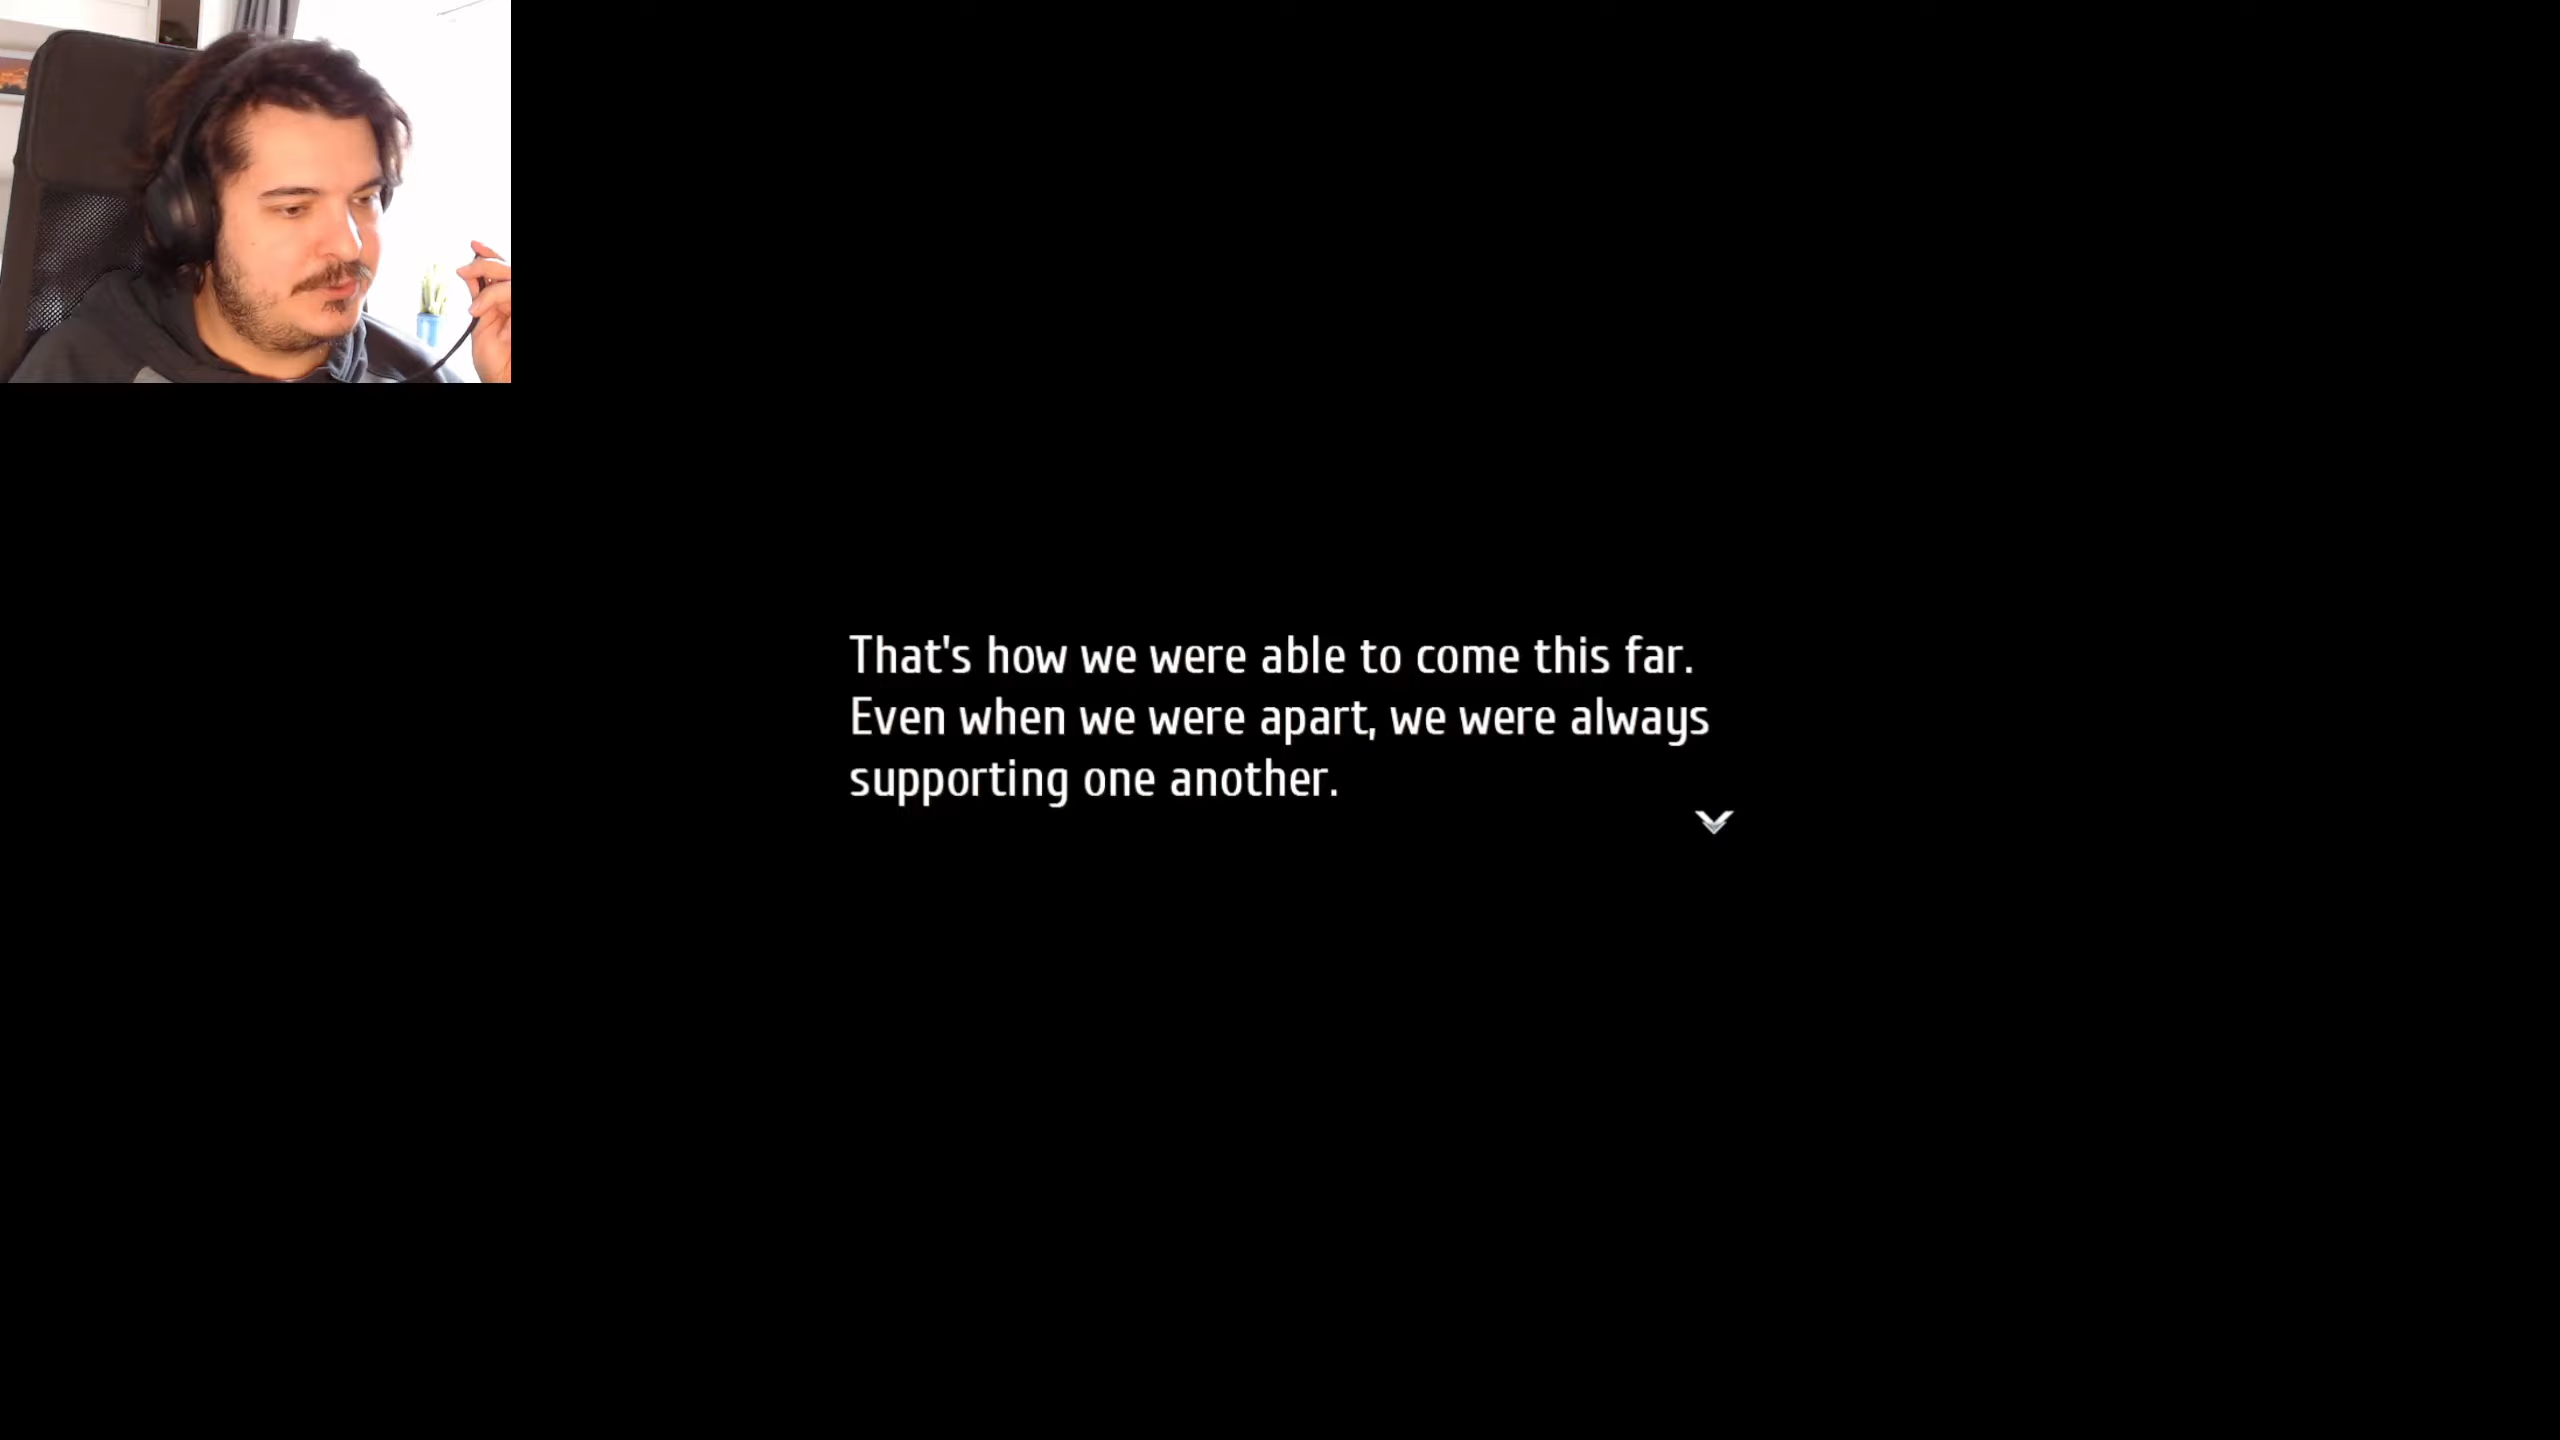 That's how we were able to come this far.
Even when we were apart, we were always
supporting one another.